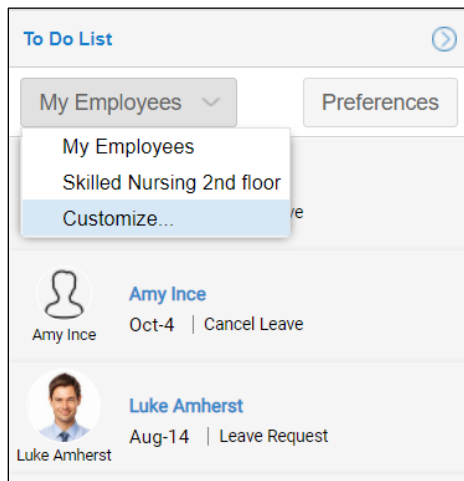 To Do List
My Employees Preferences
My Employees
Skilled Nursing 2nd floor
Customize...
Amy Ince
Oct-4 | Cancel Leave
Amy Ince
Luke Amherst
Aug-14 | Leave Request
Luke Amherst